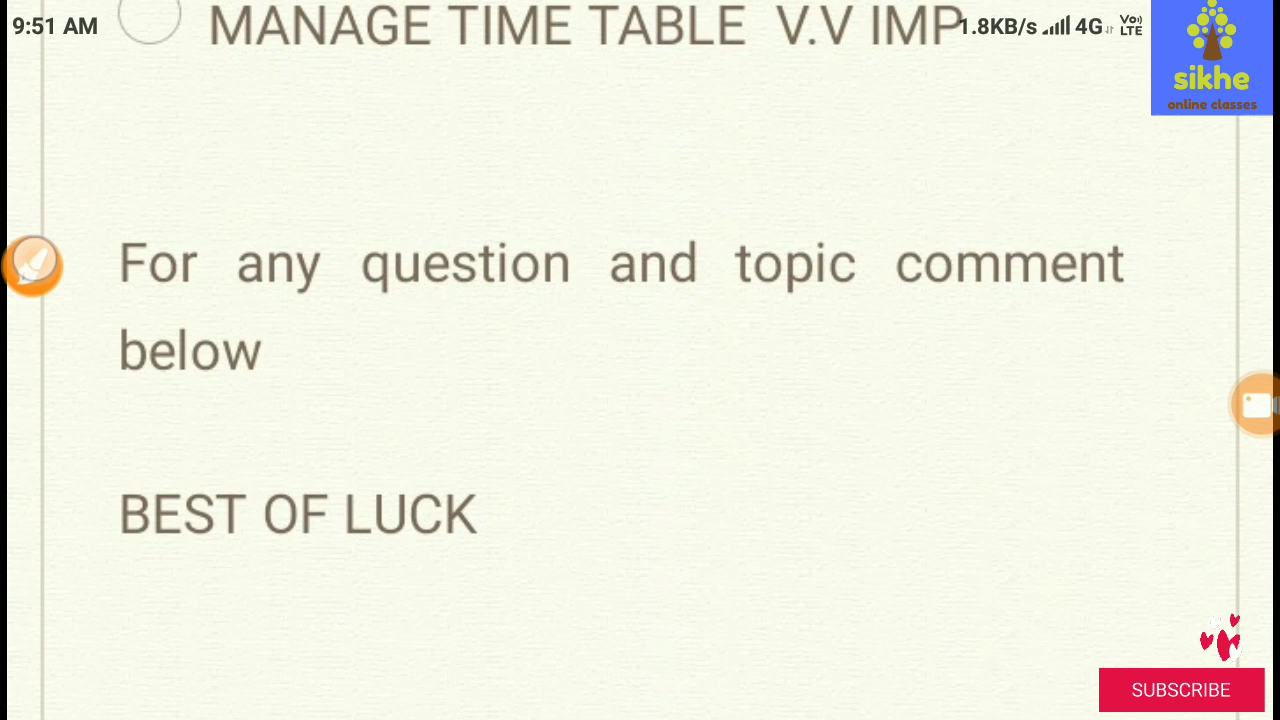 9:51 AM
1.8KB/s 4G Vo) LTE
MANAGE TIME TABLE V.V IMP
sikhe
online classes
For any question and topic comment
below
BEST OF LUCK
SUBSCRIBE